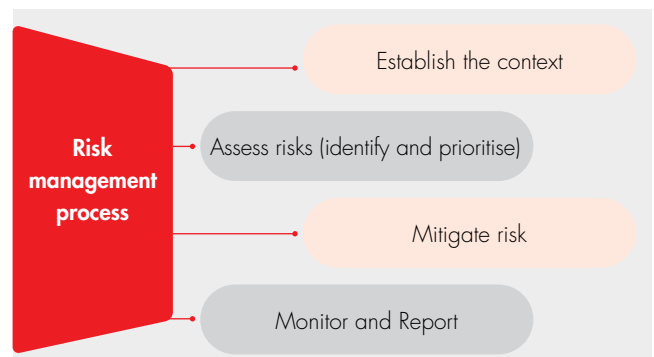 Risk
management
process
Establish the context
Assess risks (identify and prioritise)
Mitigate risk
Monitor and Report